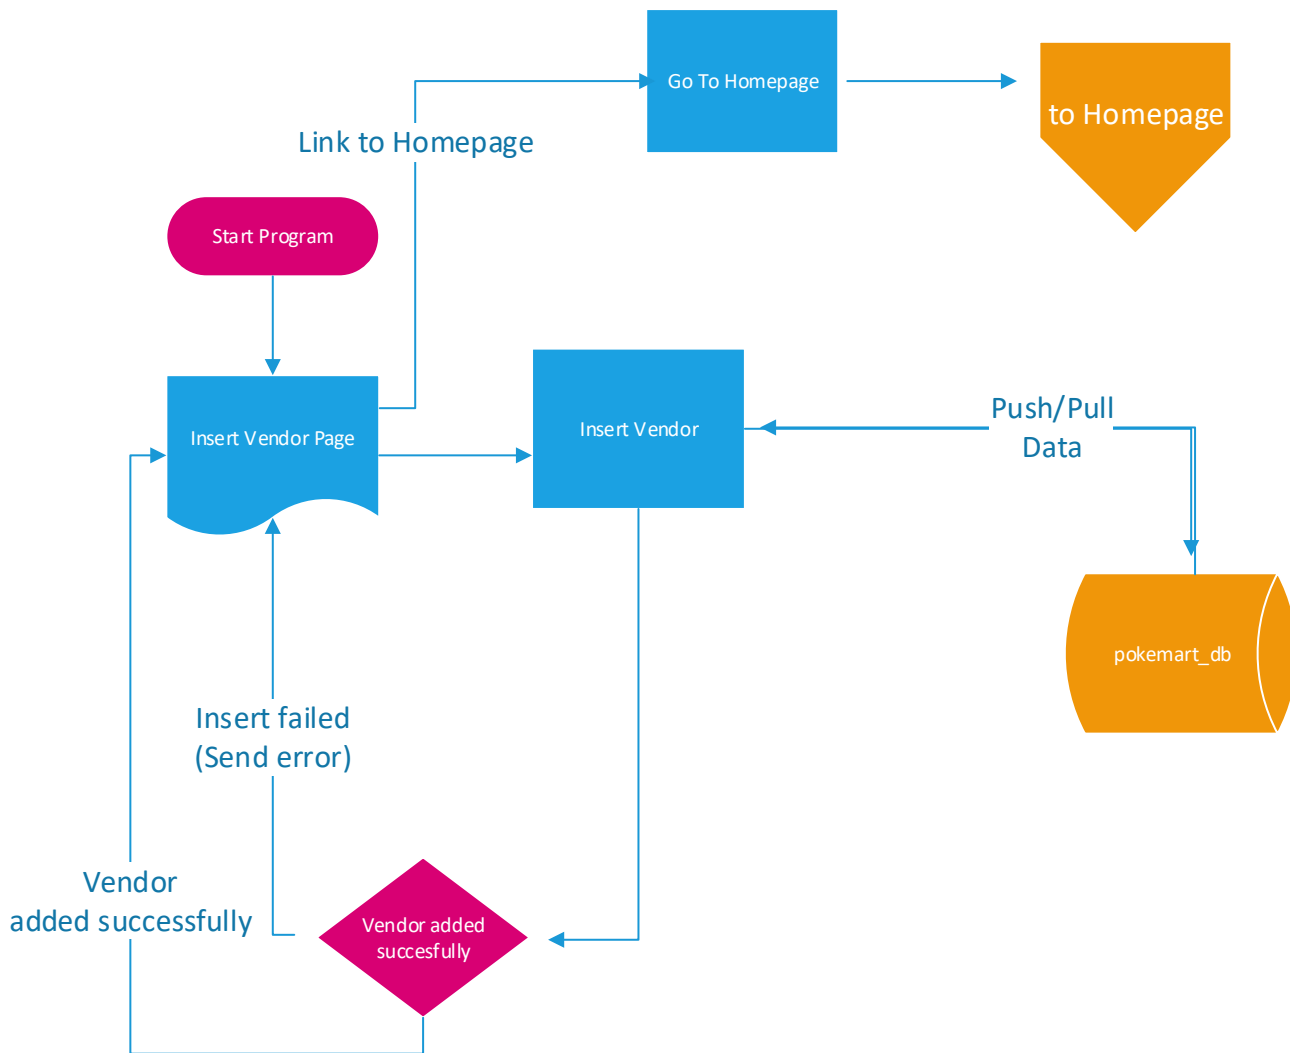 Go To Homepage
to Homepage
Link to Homepage
Start Program
Insert Vendor Page
Insert Vendor
Push/Pull
Data
pokemart_db
Insert failed
(Send error)
Vendor
added successfully
Vendor added
succesfully